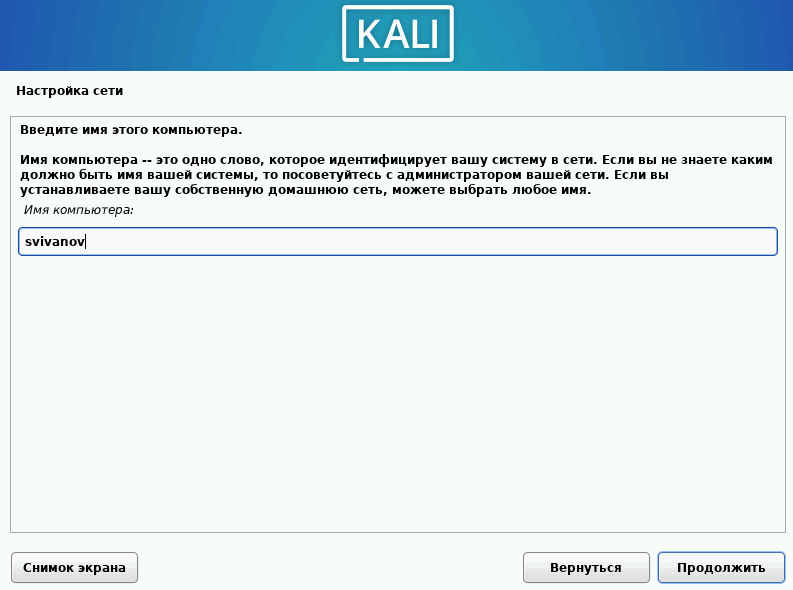 KALI
Настройка сети
Введите имя этого компьютера.
Имя компьютера -- это одно слово, которое идентифицирует вашу систему в сети. Если вы не знаете каким
должно быть имя вашей системы, то посоветуйтесь с администратором вашей сети. Если вы
устанавливаете вашу собственную домашнюю сеть, можете выбрать любое имя.
Имя компьютера:
svivanov
Снимок экрана
Вернуться
Продолжить